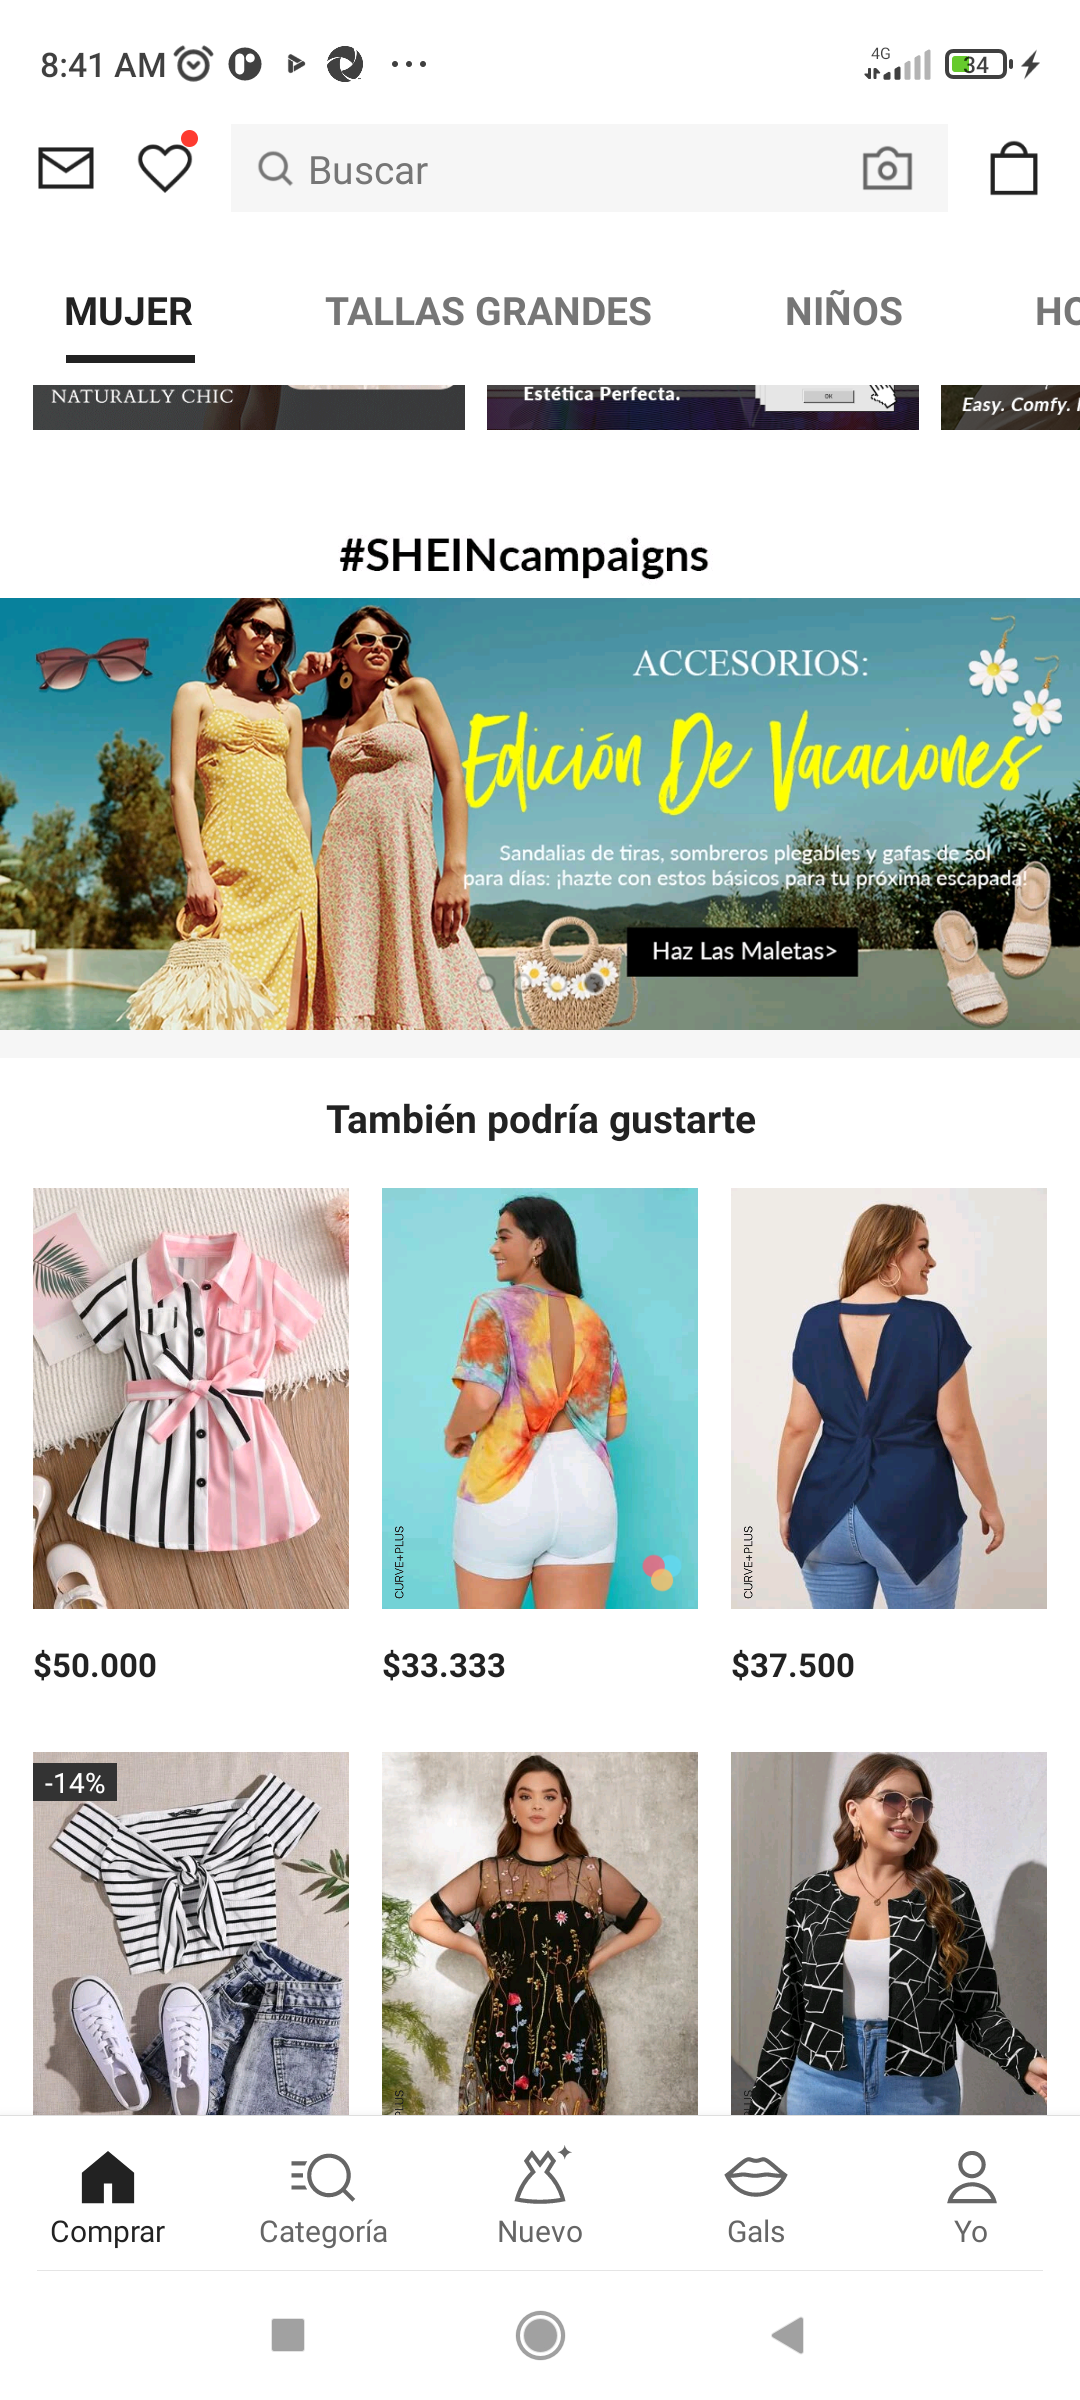 8:41 AM
4G
34
Buscar
MUJER
TALLAS GRANDES
NIÑOS
HO
NATURALLY CHIC
Estética Perfecta.
OK
Easy. Comfy.
#SHEINcampaigns
ACCESORIOS:
Edición De Vacaciones
Sandalias de tiras, sombreros plegables y gafas de sol
para días: ¡hazte con estos básicos para tu próxima escapada!
Haz Las Maletas>
También podría gustarte
CURVE+PLUS
CURVE+PLUS
$50.000
$33.333
$37.500
-14%
PLUS
PLUS
Comprar
Categoría
Nuevo
Gals
Yo